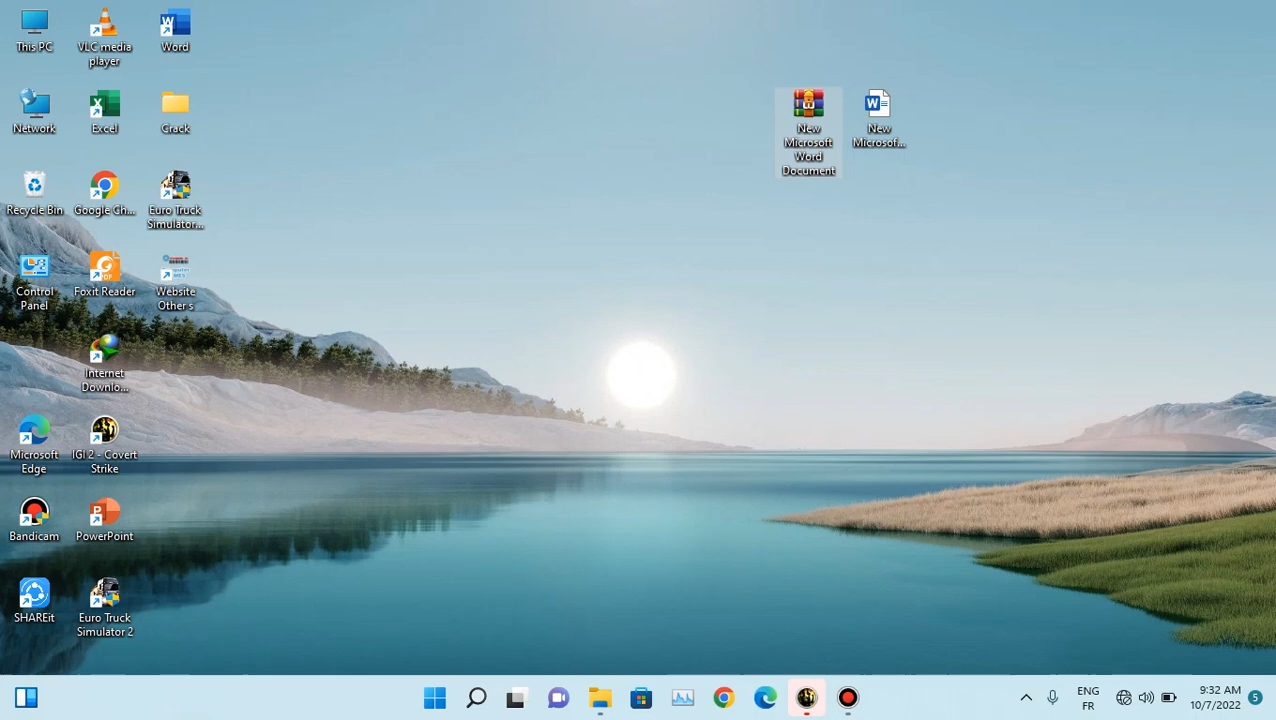 This PC
VLC media
player
Word
Network
Excel
Crack
Recycle Bin
Google Ch...
Euro Truck
Simulator...
Control
Panel
Foxit Reader
Website
Other s
Internet
Downlo...
Microsoft
Edge
IGI 2 - Covert
Strike
Bandicam
PowerPoint
SHAREit
Euro Truck
Simulator 2
New
Microsoft
Word
Document
New
Microsof...
ENG
FR
9:32 AM
10/7/2022
5